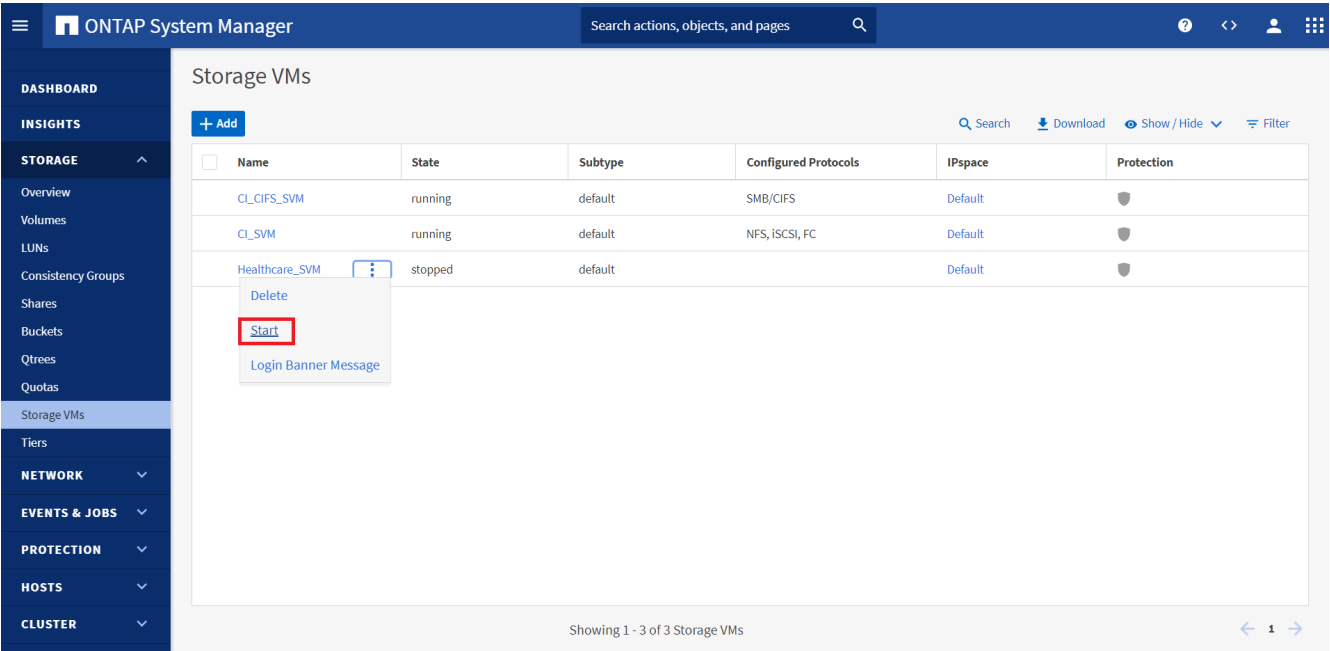 ONTAP System Manager
Search actions, objects, and pages
DASHBOARD
INSIGHTS
STORAGE
Overview
Volumes
LUNs
Consistency Groups
Shares
Buckets
Qtrees
Quotas
Storage VMs
Tiers
NETWORK
EVENTS & JOBS
PROTECTION
HOSTS
CLUSTER
Storage VMs
+ Add
Search Download Show / Hide Filter
Name State Subtype Configured Protocols IPspace Protection
CI_CIFS_SVM running default SMB/CIFS Default
CI_SVM running default NFS, iSCSI, FC Default
Healthcare_SVM stopped default Default
Delete
Start
Login Banner Message
Showing 1 - 3 of 3 Storage VMs
1